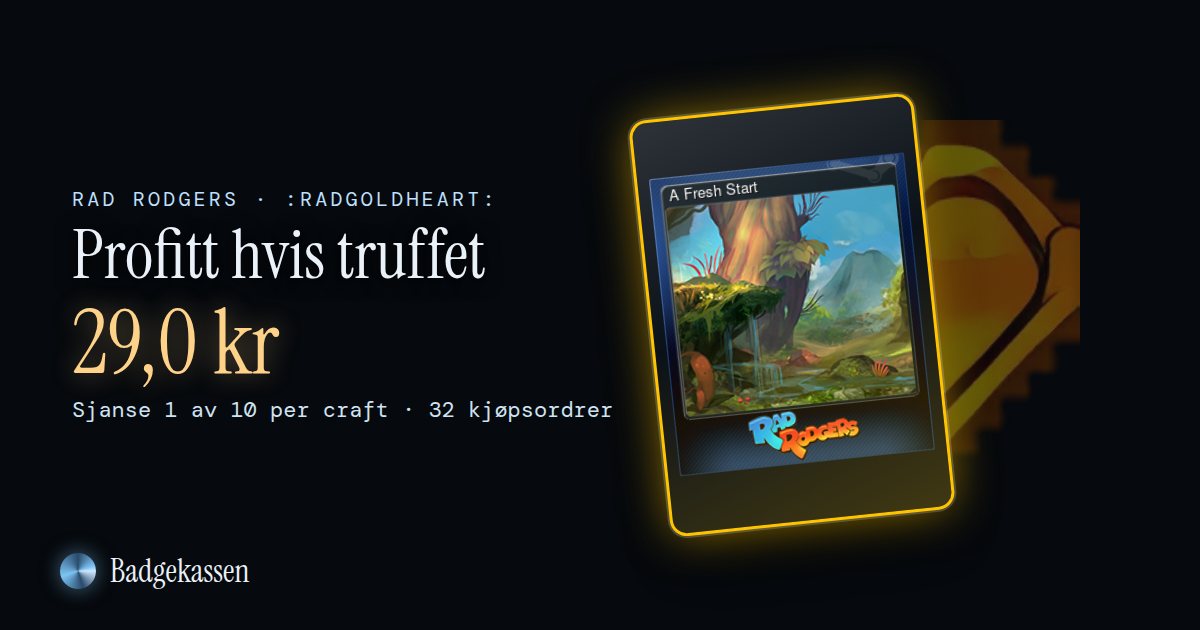 RAD RODGERS · :RADGOLDHEART:
Profitt hvis truffet
29,0 kr
Sjanse 1 av 10 per craft · 32 kjøpsordrer
Badgekassen
A Fresh Start
RAD
RODGERS